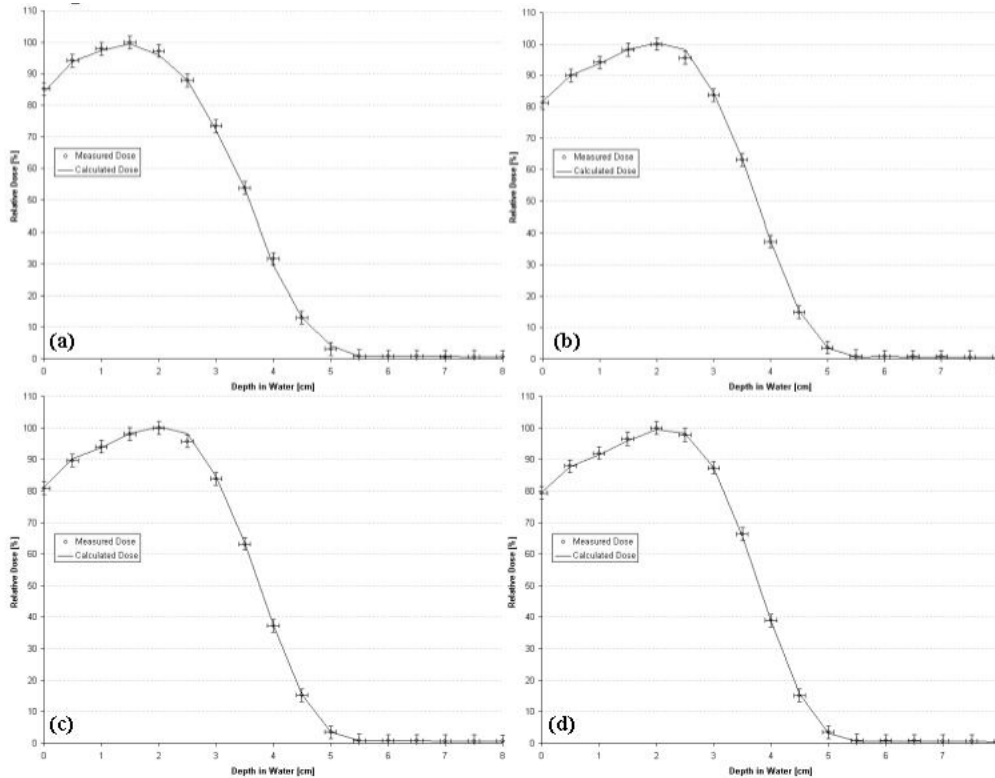 110
100
90
80
70
60
50
40
30
20
10
0
Relative Dose [%]
Measured Dose
Calculated Dose
(a)
0 1 2 3 4 5 6 7 8
Depth in Water [cm]
110
100
90
80
70
60
50
40
30
20
10
0
Relative Dose [%]
Measured Dose
Calculated Dose
(b)
0 1 2 3 4 5 6 7
Depth in Water [cm]
110
100
90
80
70
60
50
40
30
20
10
0
Relative Dose [%]
Measured Dose
Calculated Dose
(c)
0 1 2 3 4 5 6 7 8
Depth in Water [cm]
110
100
90
80
70
60
50
40
30
20
10
0
Relative Dose [%]
Measured Dose
Calculated Dose
(d)
0 1 2 3 4 5 6 7
Depth in Water [cm]